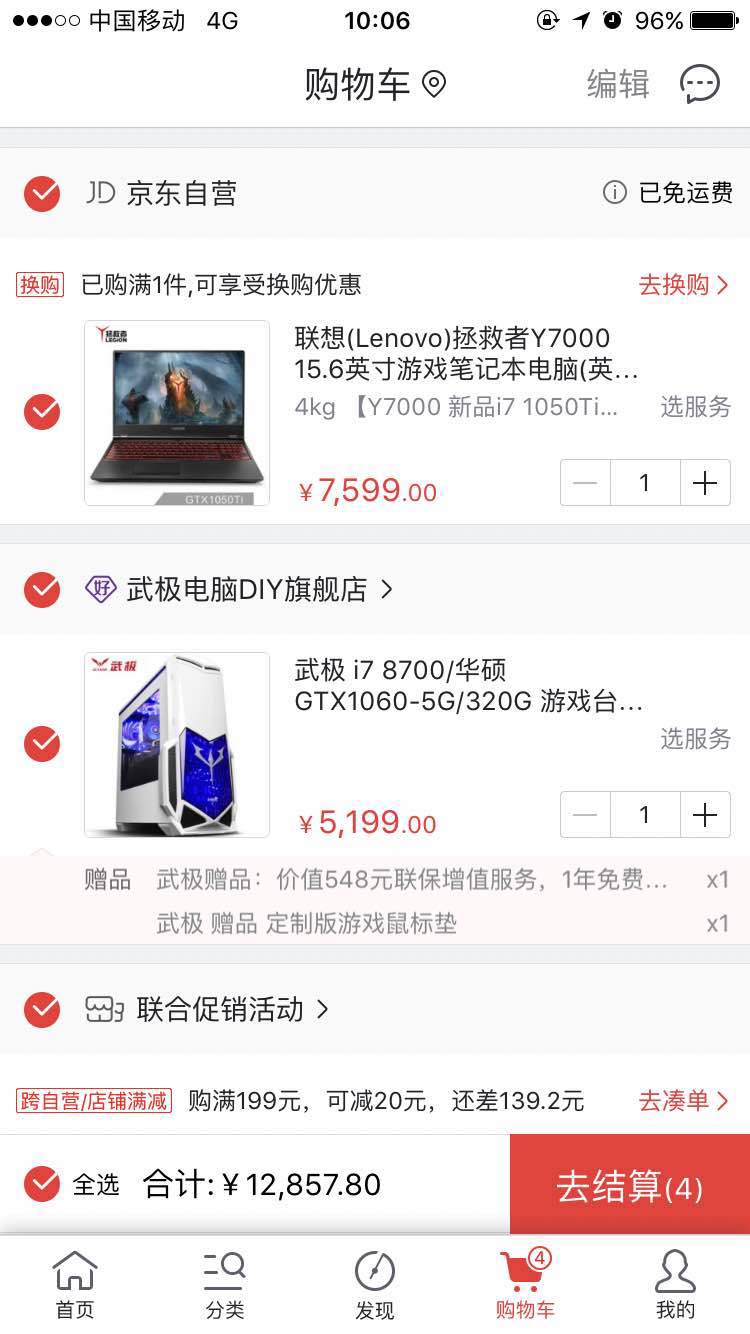 中国移动 4G 10:06 96%
购物车 编辑
JD 京东自营 已免运费
换购 已购满1件,可享受换购优惠 去换购
拯救者
LEGION
联想(Lenovo)拯救者Y7000
15.6英寸游戏笔记本电脑(英...
4kg 【Y7000 新品i7 1050Ti... 选服务
GTX1050Ti
¥7,599.00 1
好 武极电脑DIY旗舰店
武极
武极 i7 8700/华硕
GTX1060-5G/320G 游戏台...
选服务
¥5,199.00 1
赠品 武极赠品：价值548元联保增值服务，1年免费... x1
武极 赠品 定制版游戏鼠标垫 x1
联合促销活动
跨自营/店铺满减 购满199元，可减20元，还差139.2元 去凑单
全选 合计:¥12,857.80 去结算(4)
4
首页 分类 发现 购物车 我的